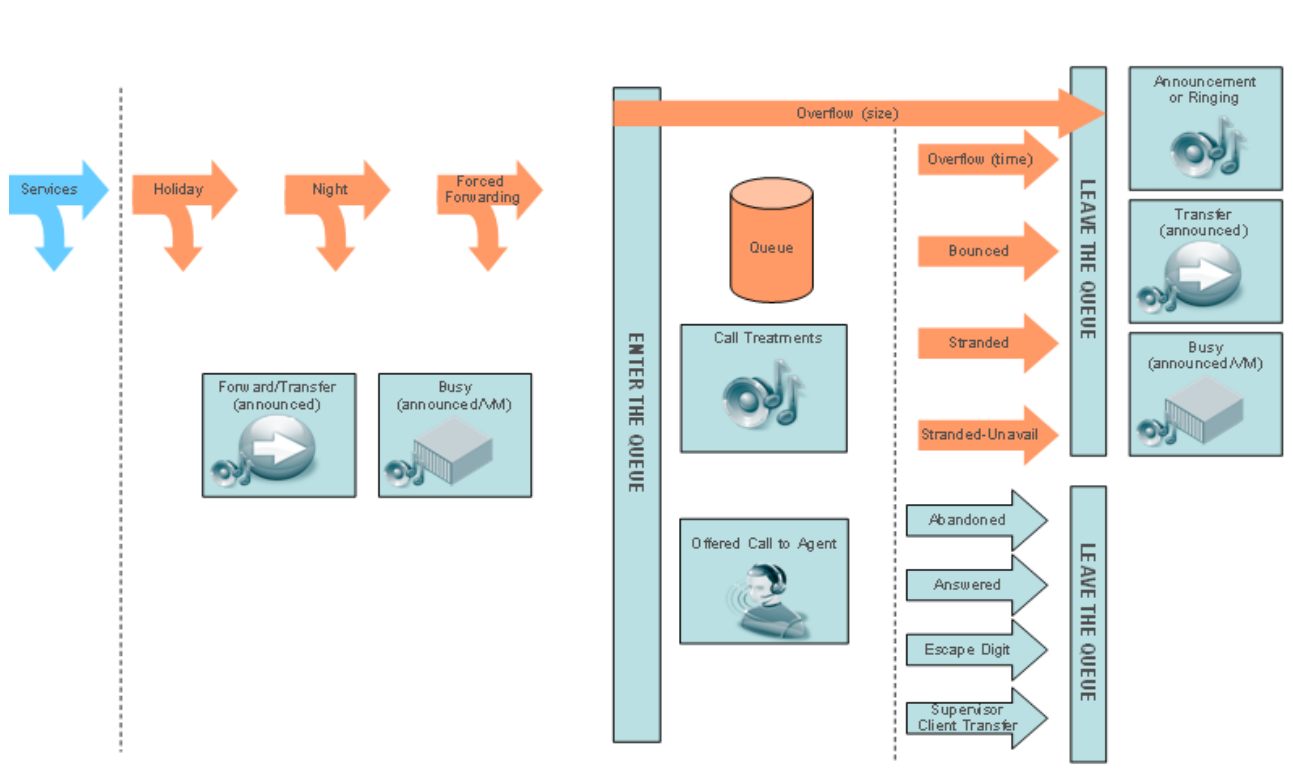 Services
Holiday
Night
Forced
Forwarding
Forward/Transfer
(announced)
Busy
(announced/VM)
ENTER THE QUEUE
Overflow (size)
Queue
Call Treatments
Offered Call to Agent
Overflow (time)
Bounced
Stranded
Stranded-Unavail
LEAVE THE QUEUE
Announcement
or Ringing
Transfer
(announced)
Busy
(announced/VM)
Abandoned
Answered
Escape Digit
Supervisor
Client Transfer
LEAVE THE QUEUE